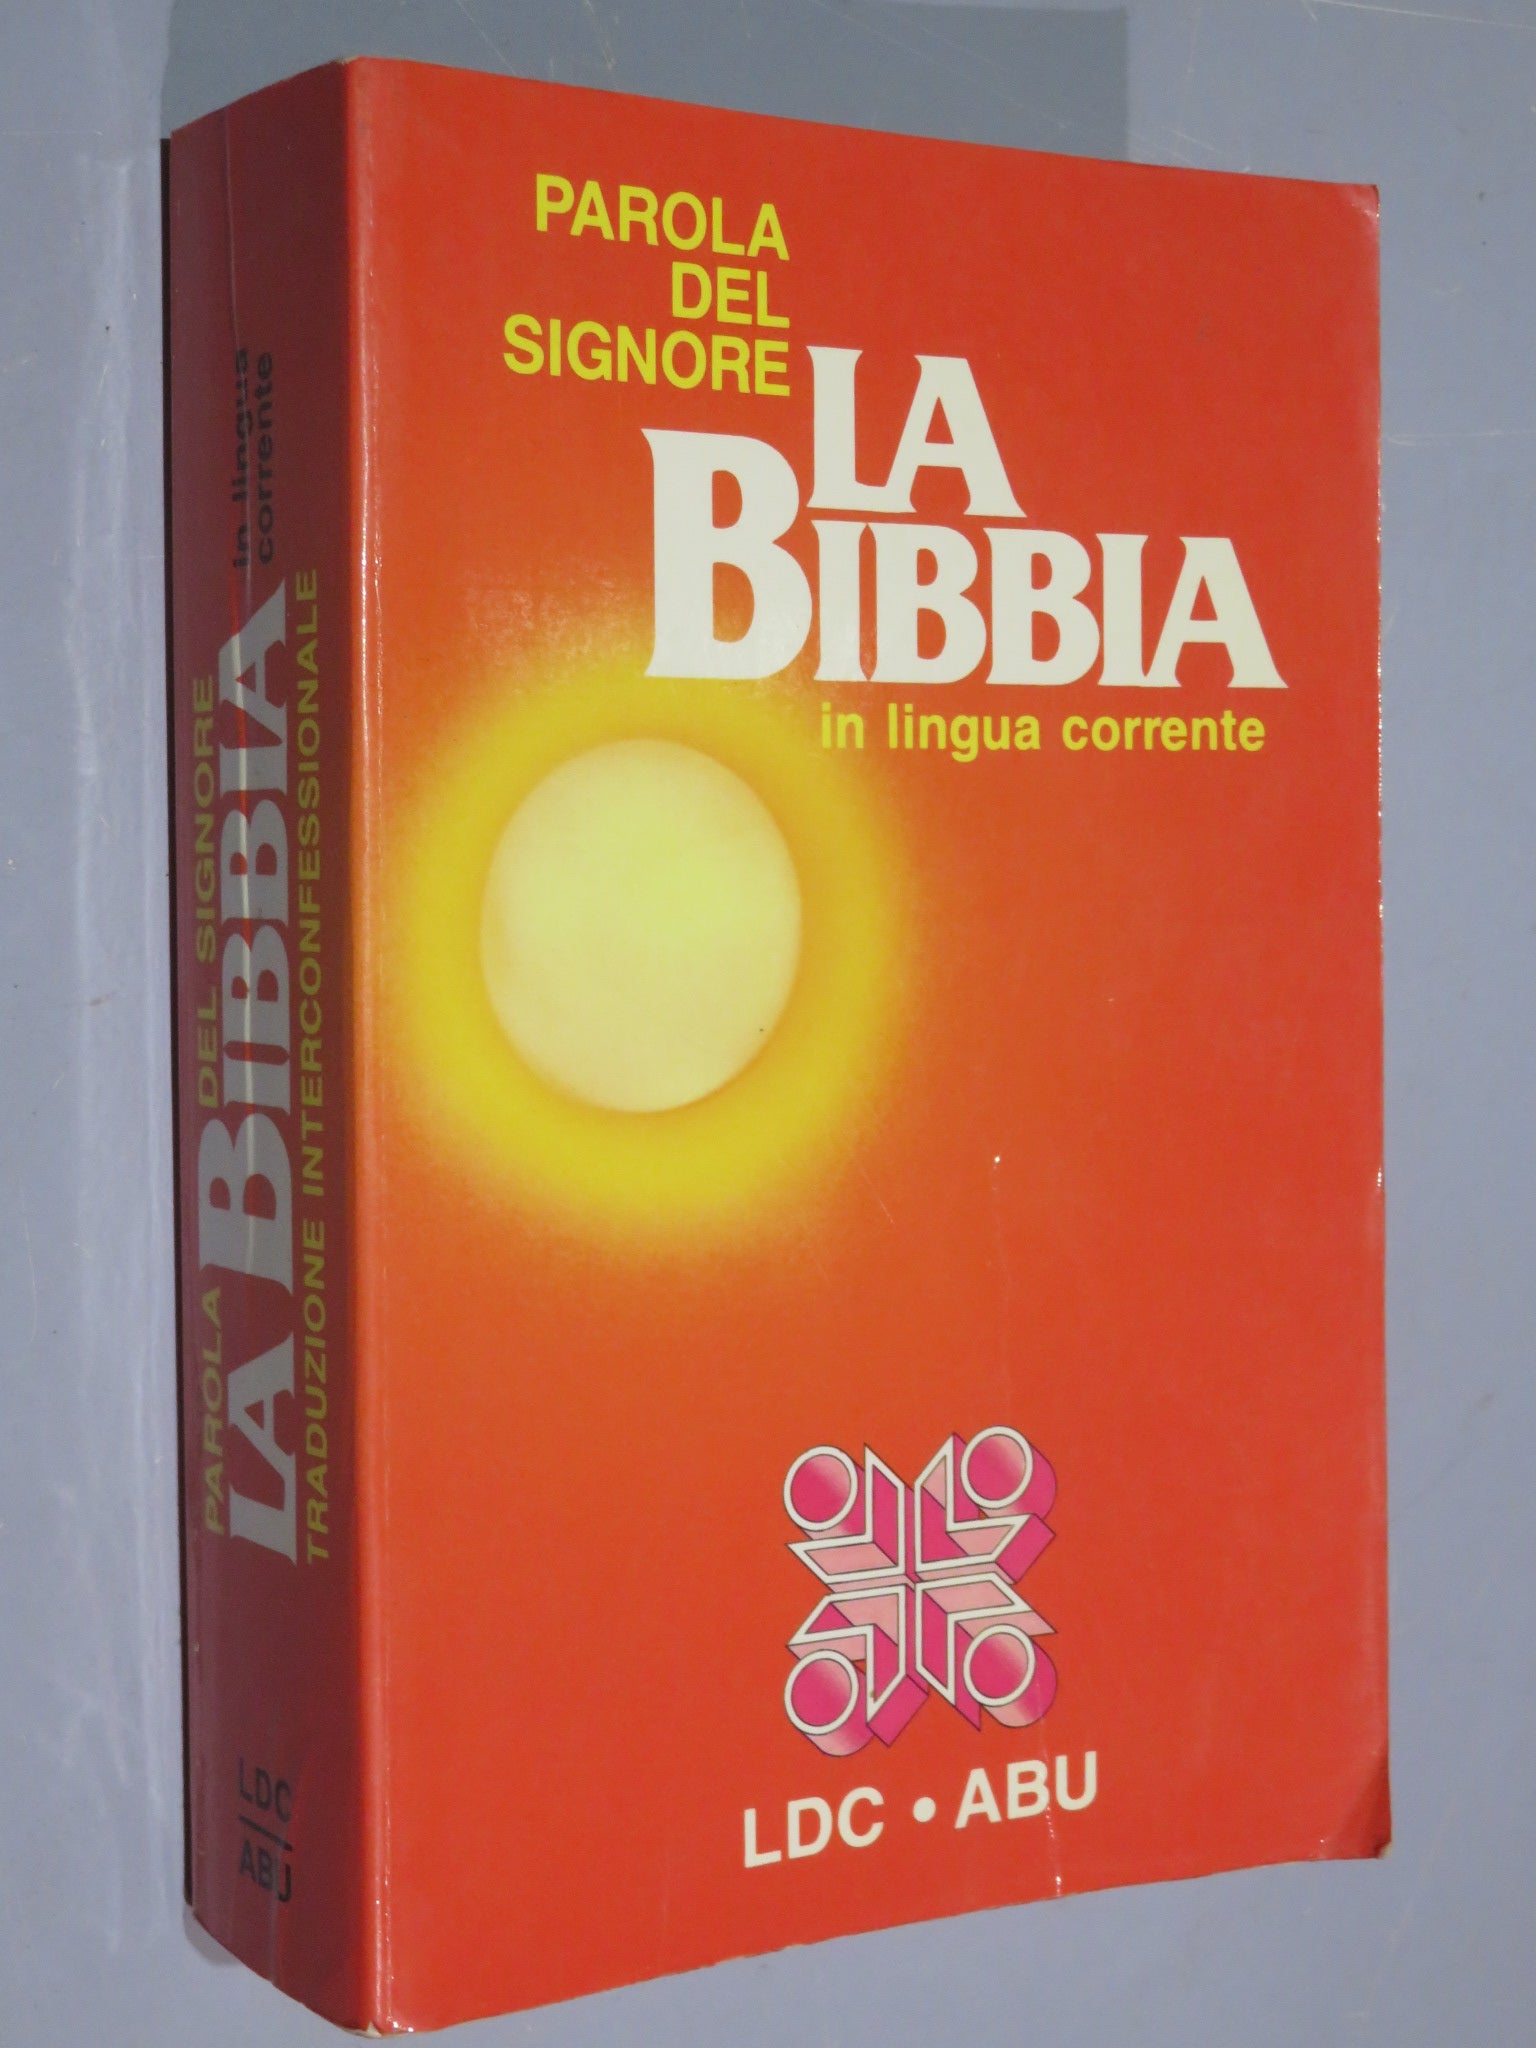 PAROLA
DEL
SIGNORE
LA
BIBBIA
in lingua corrente
LDC • ABU
PAROLA DEL SIGNORE
LA BIBBIA
in lingua
corrente
TRADUZIONE INTERCONFESSIONALE
LDC
ABU